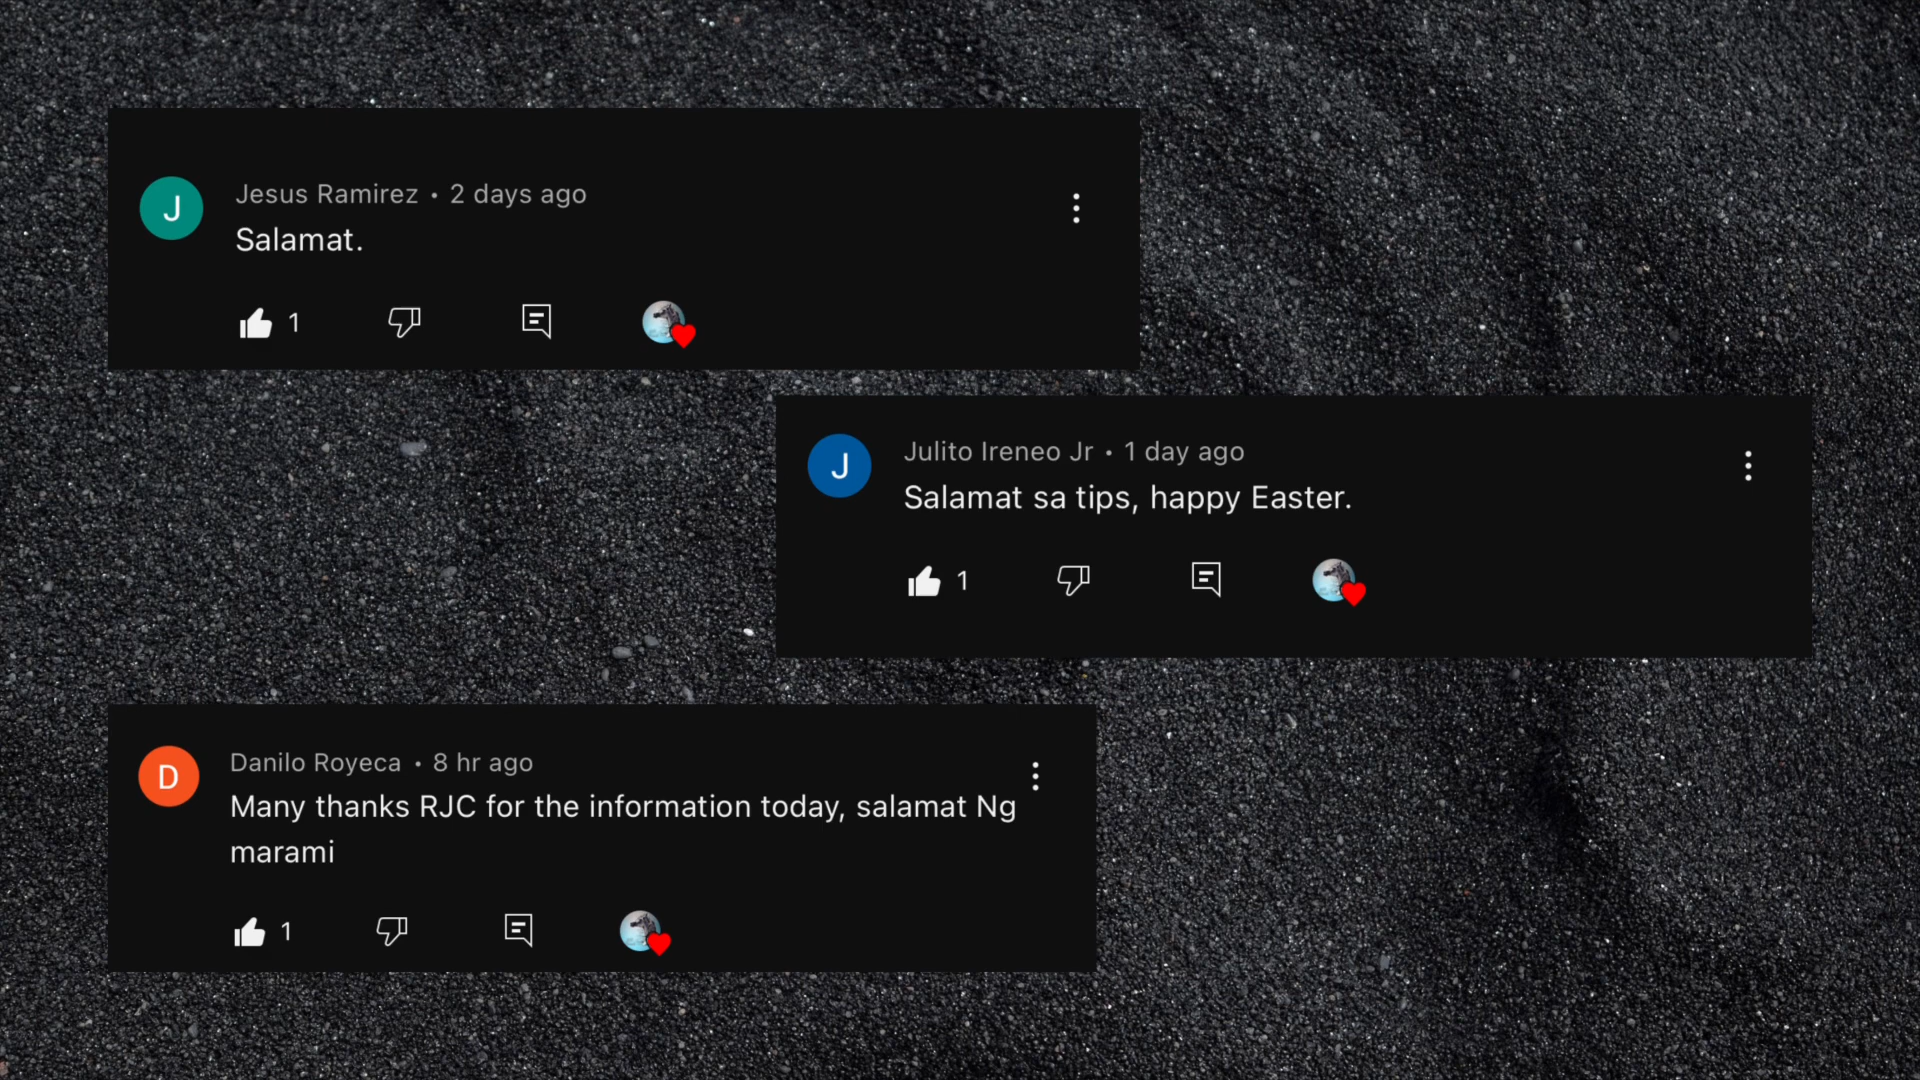 J
Jesus Ramirez • 2 days ago
Salamat.
1
J
Julito Ireneo Jr • 1 day ago
Salamat sa tips, happy Easter.
1
D
Danilo Royeca • 8 hr ago
Many thanks RJC for the information today, salamat Ng
marami
1